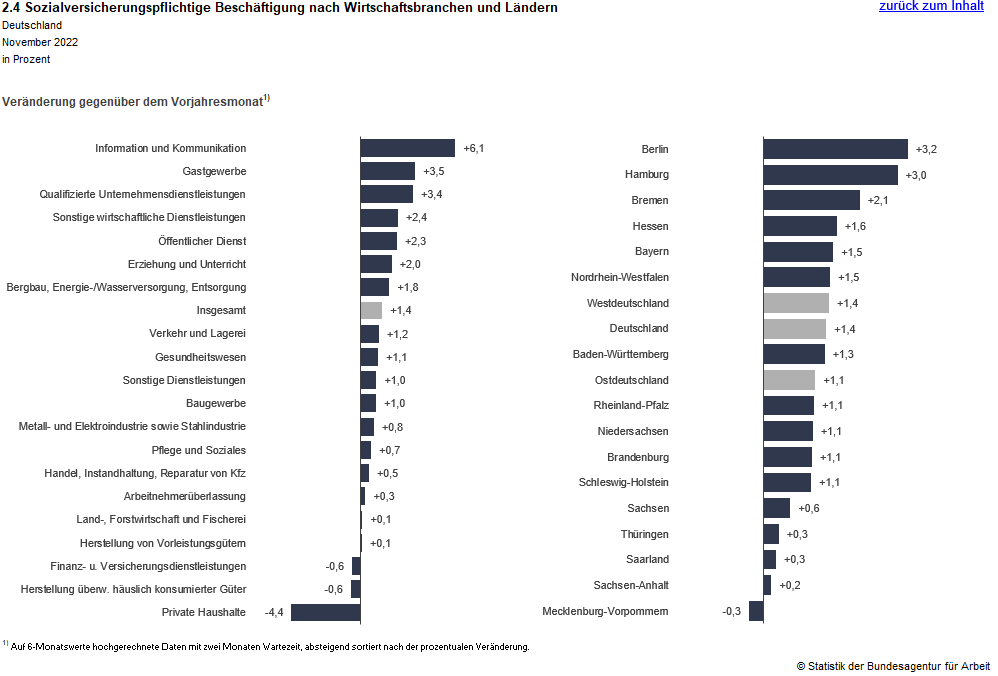 2.4 Sozialversicherungspflichtige Beschäftigung nach Wirtschaftsbranchen und Ländern
zurück zum Inhalt
Deutschland
November 2022
in Prozent
Veränderung gegenüber dem Vorjahresmonat1)
Information und Kommunikation +6,1
Gastgewerbe +3,5
Qualifizierte Unternehmensdienstleistungen +3,4
Sonstige wirtschaftliche Dienstleistungen +2,4
Öffentlicher Dienst +2,3
Erziehung und Unterricht +2,0
Bergbau, Energie-/Wasserversorgung, Entsorgung +1,8
Insgesamt +1,4
Verkehr und Lagerei +1,2
Gesundheitswesen +1,1
Sonstige Dienstleistungen +1,0
Baugewerbe +1,0
Metall- und Elektroindustrie sowie Stahlindustrie +0,8
Pflege und Soziales +0,7
Handel, Instandhaltung, Reparatur von Kfz +0,5
Arbeitnehmerüberlassung +0,3
Land-, Forstwirtschaft und Fischerei +0,1
Herstellung von Vorleistungsgütern +0,1
Finanz- u. Versicherungsdienstleistungen -0,6
Herstellung überw. häuslich konsumierter Güter -0,6
Private Haushalte -4,4
Berlin +3,2
Hamburg +3,0
Bremen +2,1
Hessen +1,6
Bayern +1,5
Nordrhein-Westfalen +1,5
Westdeutschland +1,4
Deutschland +1,4
Baden-Württemberg +1,3
Ostdeutschland +1,1
Rheinland-Pfalz +1,1
Niedersachsen +1,1
Brandenburg +1,1
Schleswig-Holstein +1,1
Sachsen +0,6
Thüringen +0,3
Saarland +0,3
Sachsen-Anhalt +0,2
Mecklenburg-Vorpommern -0,3
1) Auf 6-Monatswerte hochgerechnete Daten mit zwei Monaten Wartezeit, absteigend sortiert nach der prozentualen Veränderung.
© Statistik der Bundesagentur für Arbeit